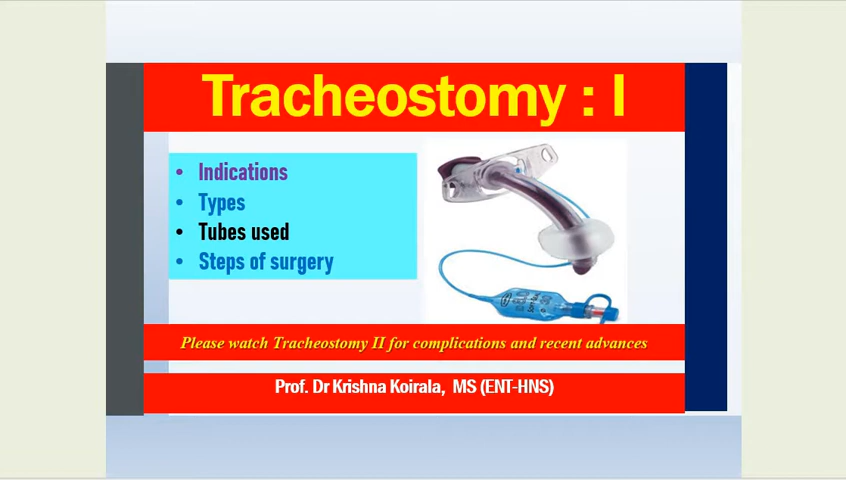 Tracheostomy : I
• Indications
• Types
• Tubes used
• Steps of surgery
Please watch Tracheostomy II for complications and recent advances
Prof. Dr Krishna Koirala, MS (ENT-HNS)